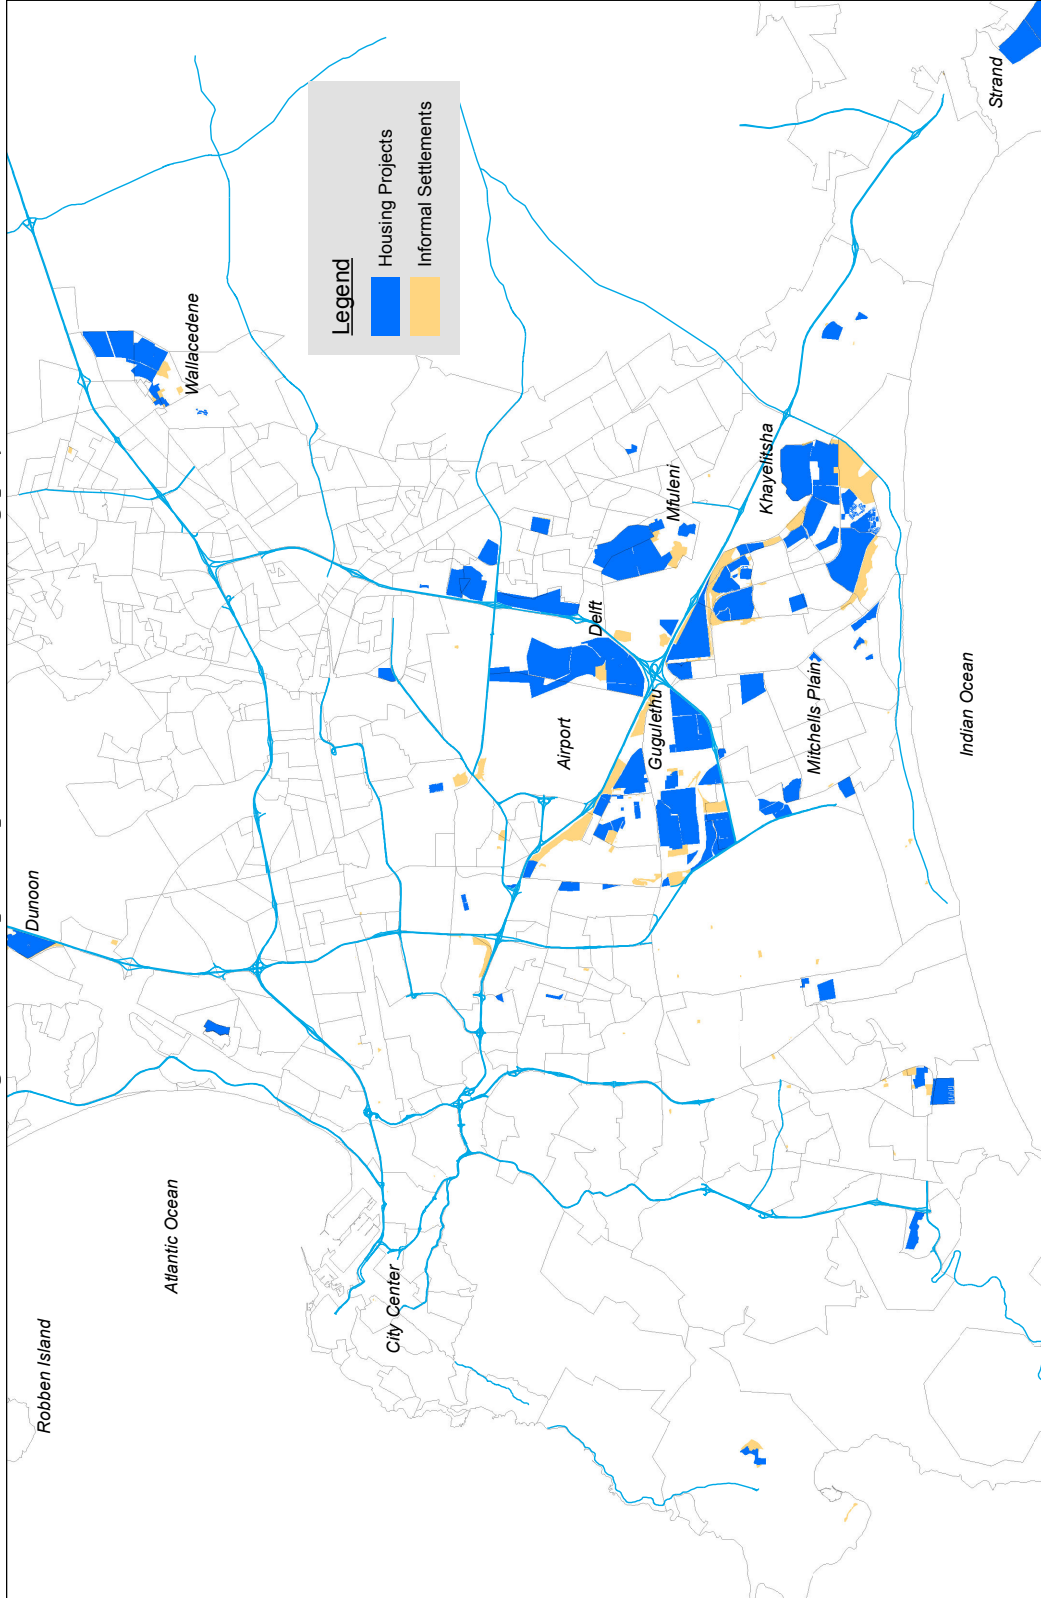 Robben Island
Dunoon
Atlantic Ocean
Wallacedene
Legend
Housing Projects
Informal Settlements
City Center
Airport
Delft
Gugulethu
Mfuleni
Khayelitsha
Mitchells Plain
Indian Ocean
Strand